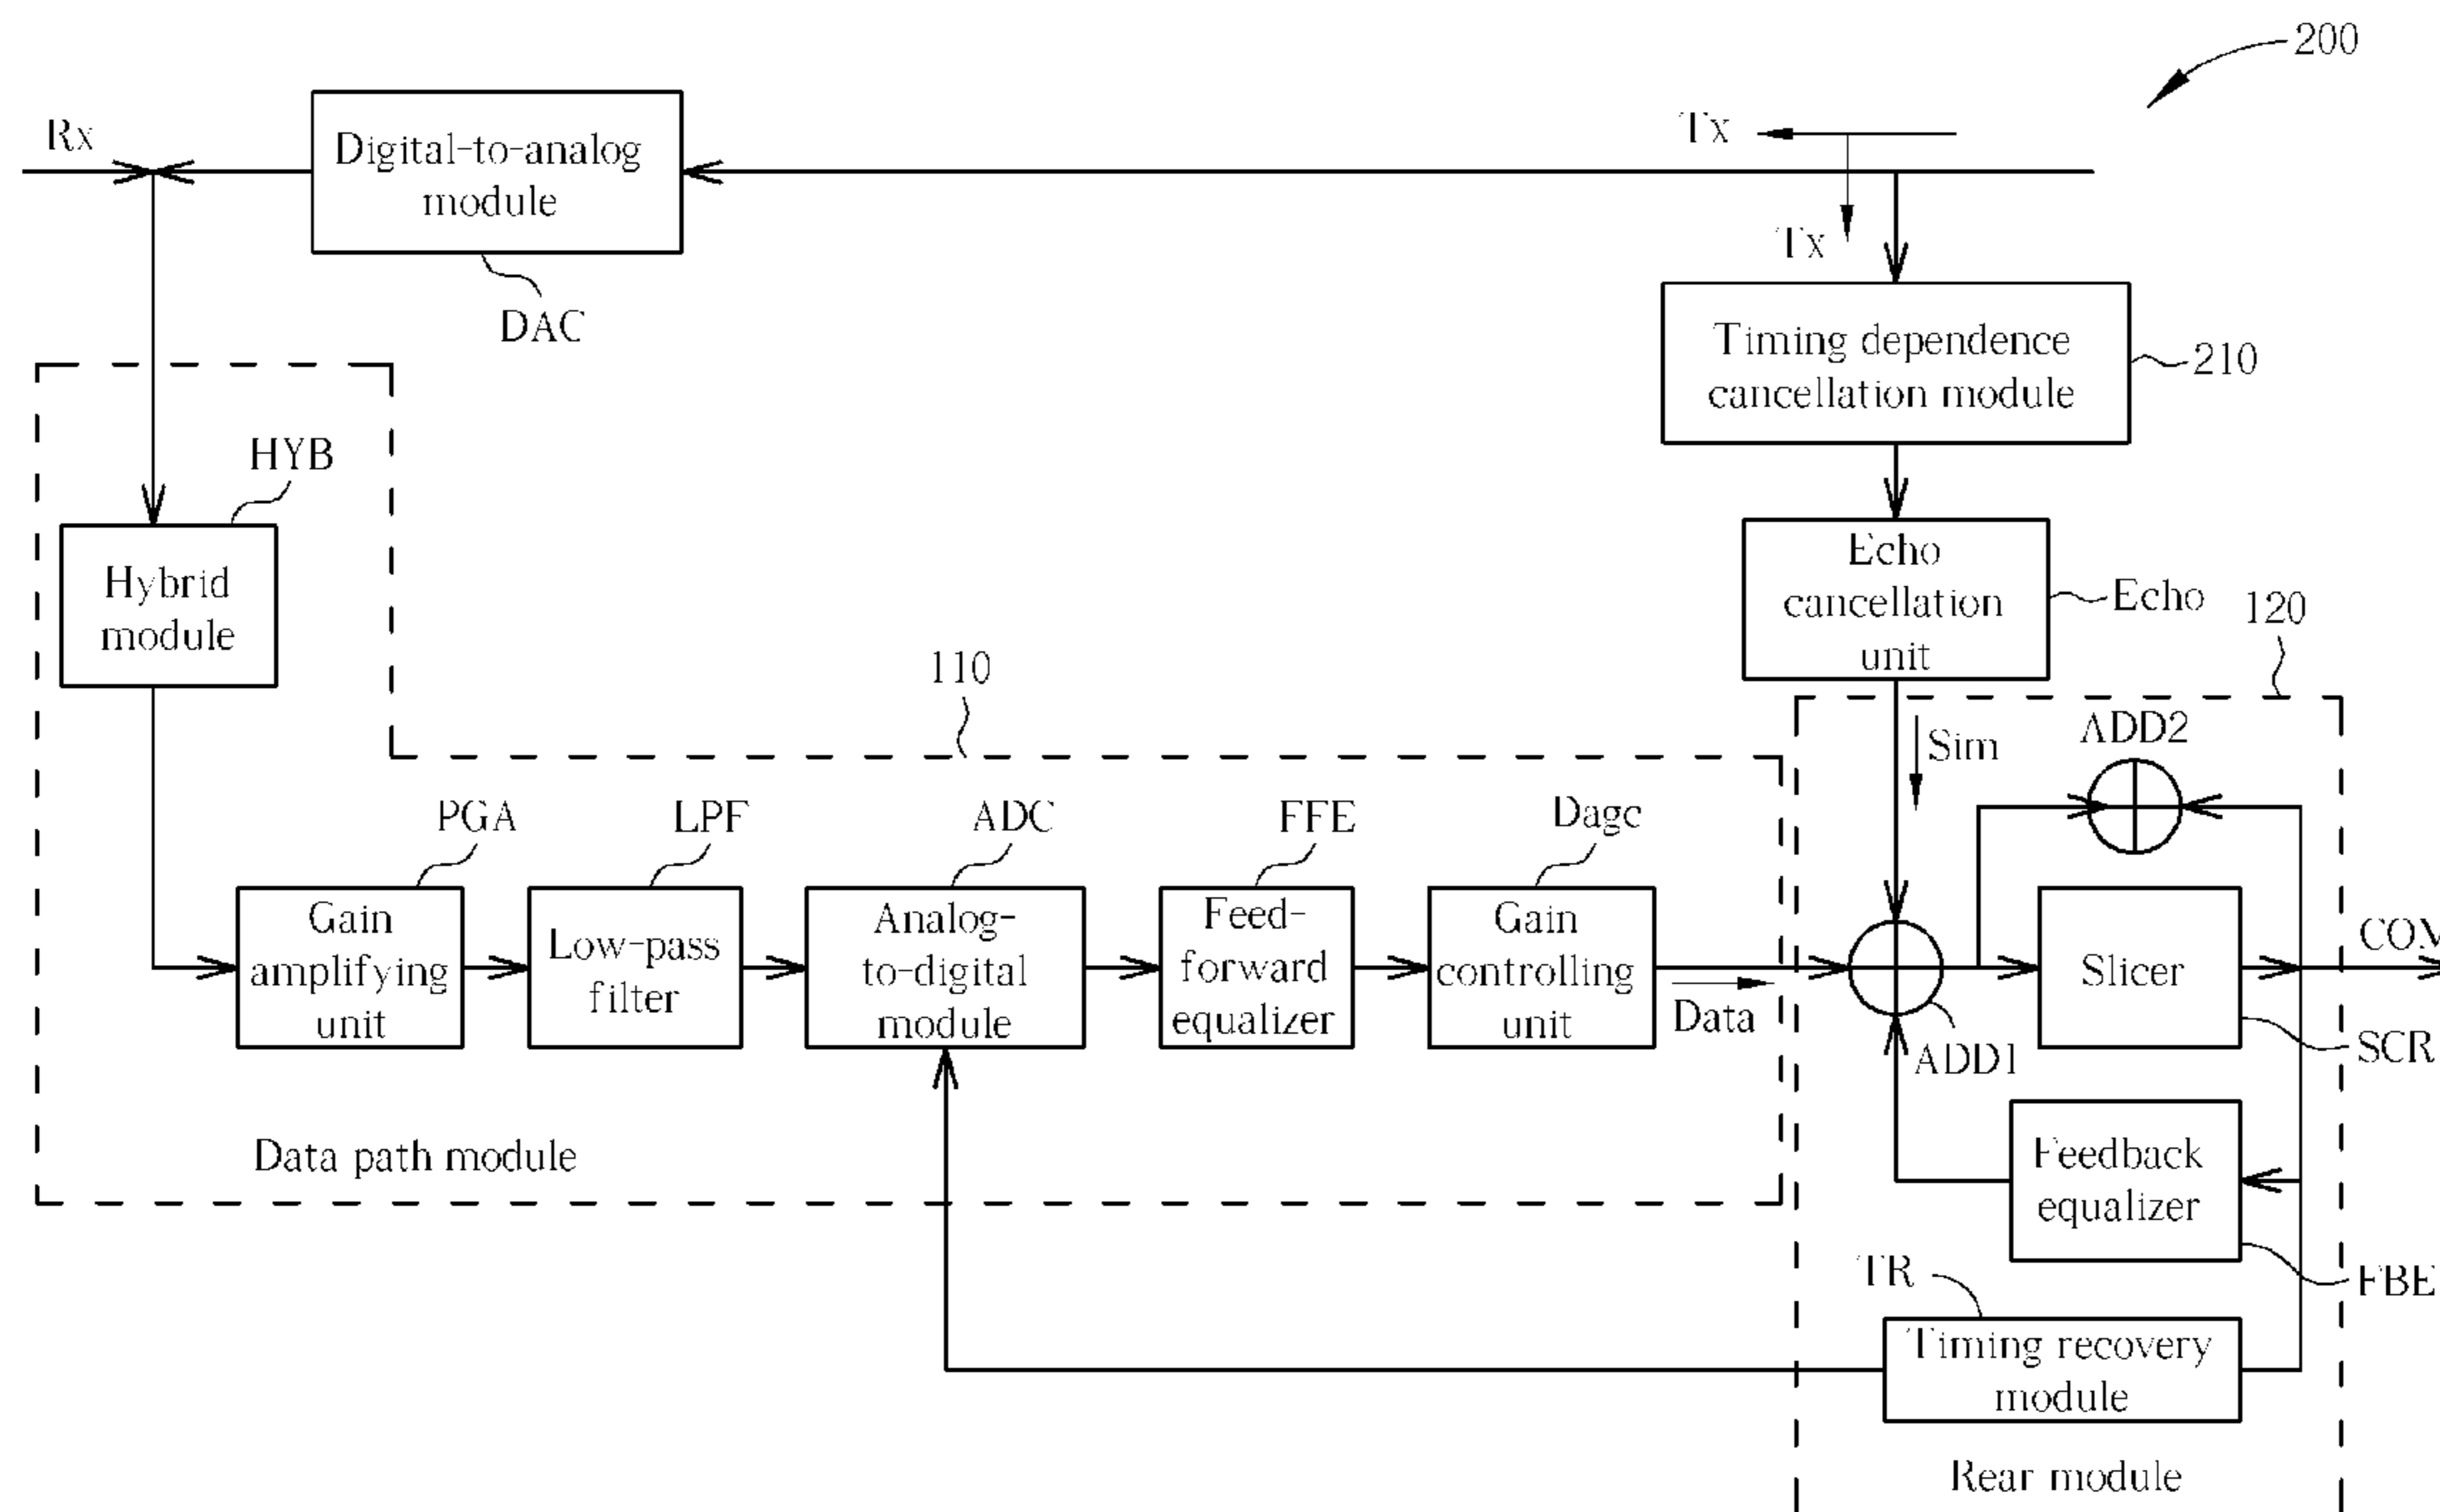 200
Rx
Digital-to-analog
module
Tx
Tx
DAC
Timing dependence
cancellation module
210
HYB
Hybrid
module
Echo
cancellation
unit
Echo
120
110
Sim
ADD2
PGA
LPF
ADC
FFE
Dagc
Gain
amplifying
unit
Low-pass
filter
Analog-
to-digital
module
Feed-
forward
equalizer
Gain
controlling
unit
Data
ADD1
Slicer
SCR
Feedback
equalizer
FBE
Data path module
TR
Timing recovery
module
Rear module